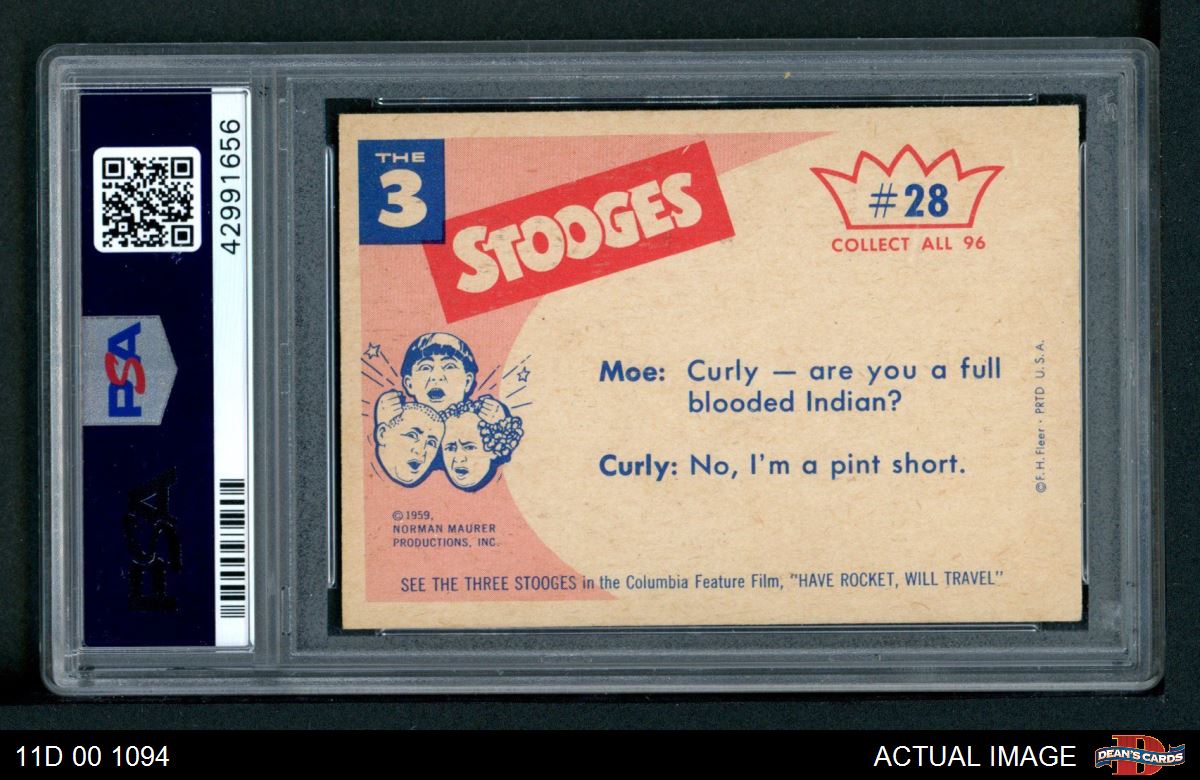 THE
3
STOOGES
#28
COLLECT ALL 96
Moe: Curly — are you a full
blooded Indian?
Curly: No, I'm a pint short.
© F. H. Fleer • PRTD U.S.A.
© 1959,
NORMAN MAURER
PRODUCTIONS, INC.
SEE THE THREE STOOGES in the Columbia Feature Film, "HAVE ROCKET, WILL TRAVEL"
42991656
PSA
PSA
11D 00 1094
ACTUAL IMAGE
D
DEAN'S CARDS